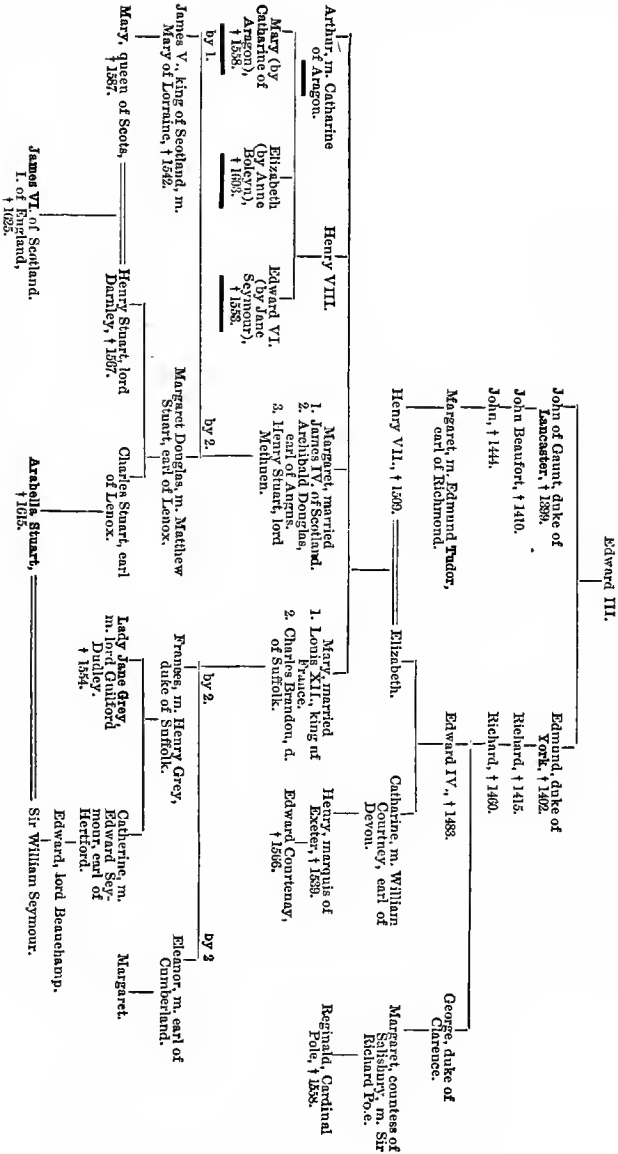 Edward III.
John of Gaunt, duke of
Lancaster, † 1399.
Edmund, duke of
York, † 1402.
John Beaufort, † 1410.
Richard, † 1415.
John, † 1444.
Richard, † 1460.
Margaret, m. Edmund Tudor,
earl of Richmond.
Edward IV., † 1483.
George, duke of
Clarence.
Henry VII., † 1509.
Elizabeth.
Catharine, m. William
Courtney, earl of
Devon.
Margaret, countess of
Salisbury, m. Sir
Richard Po.e.
Henry, marquis of
Exeter, † 1539.
Edward Courtenay,
† 1566.
Reginald, Cardinal
Pole, † 1558.
Arthur, m. Catharine
of Aragon.
Henry VIII.
Margaret, married
1. James IV. of Scotland.
2. Archibald Douglas,
earl of Angus.
3. Henry Stuart, lord
Methuen.
Mary, married
1. Louis XII., king of
France.
2. Charles Brandon, d.
of Suffolk.
Mary (by
Catharine of
Aragon),
† 1558.
Elizabeth
(by Anne
Boleyn),
† 1603.
Edward VI.
(by Jane
Seymour),
† 1553.
by 1.
by 2.
by 2.
by 2
James V., king of Scotland, m.
Mary of Lorraine, † 1542.
Margaret Douglas, m. Matthew
Stuart, earl of Lenox.
Frances, m. Henry Grey,
duke of Suffolk.
Eleanor, m. earl of
Cumberland.
Mary, queen of Scots,
† 1587.
Henry Stuart, lord
Darnley, † 1567.
Charles Stuart, earl
of Lenox.
Lady Jane Grey,
m. lord Guilford
Dudley.
† 1554.
Catherine, m.
Edward Sey-
mour, earl of
Hertford.
Margaret.
Edward, lord Beauchamp.
James VI. of Scotland.
I. of England,
† 1625.
Arabella Stuart,
† 1615.
Sir William Seymour.